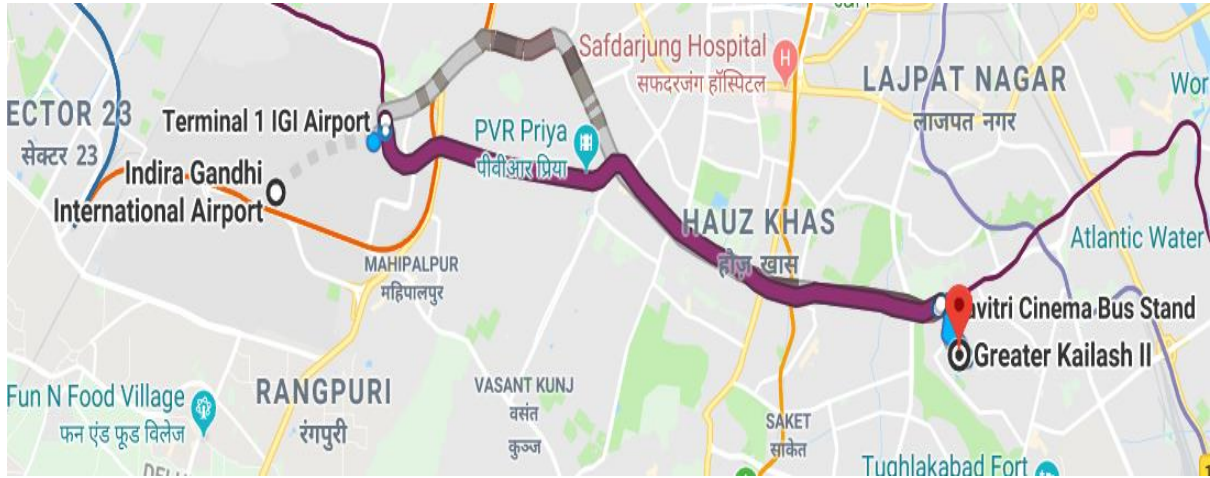 Safdarjung Hospital
सफदरजंग हॉस्पिटल
LAJPAT NAGAR
लाजपत नगर
Wor
ECTOR 23
सेक्टर 23
Terminal 1 IGI Airport
PVR Priya
पीवीआर प्रिया
Indira Gandhi
International Airport
HAUZ KHAS
हौज़ खास
Atlantic Water
MAHIPALPUR
महिपालपुर
avitri Cinema Bus Stand
Greater Kailash II
Fun N Food Village
फन एंड फूड विलेज
RANGPURI
रंगपुरी
VASANT KUNJ
वसंत
कुञ्ज
SAKET
साकेत
Tughlakabad Fort
1